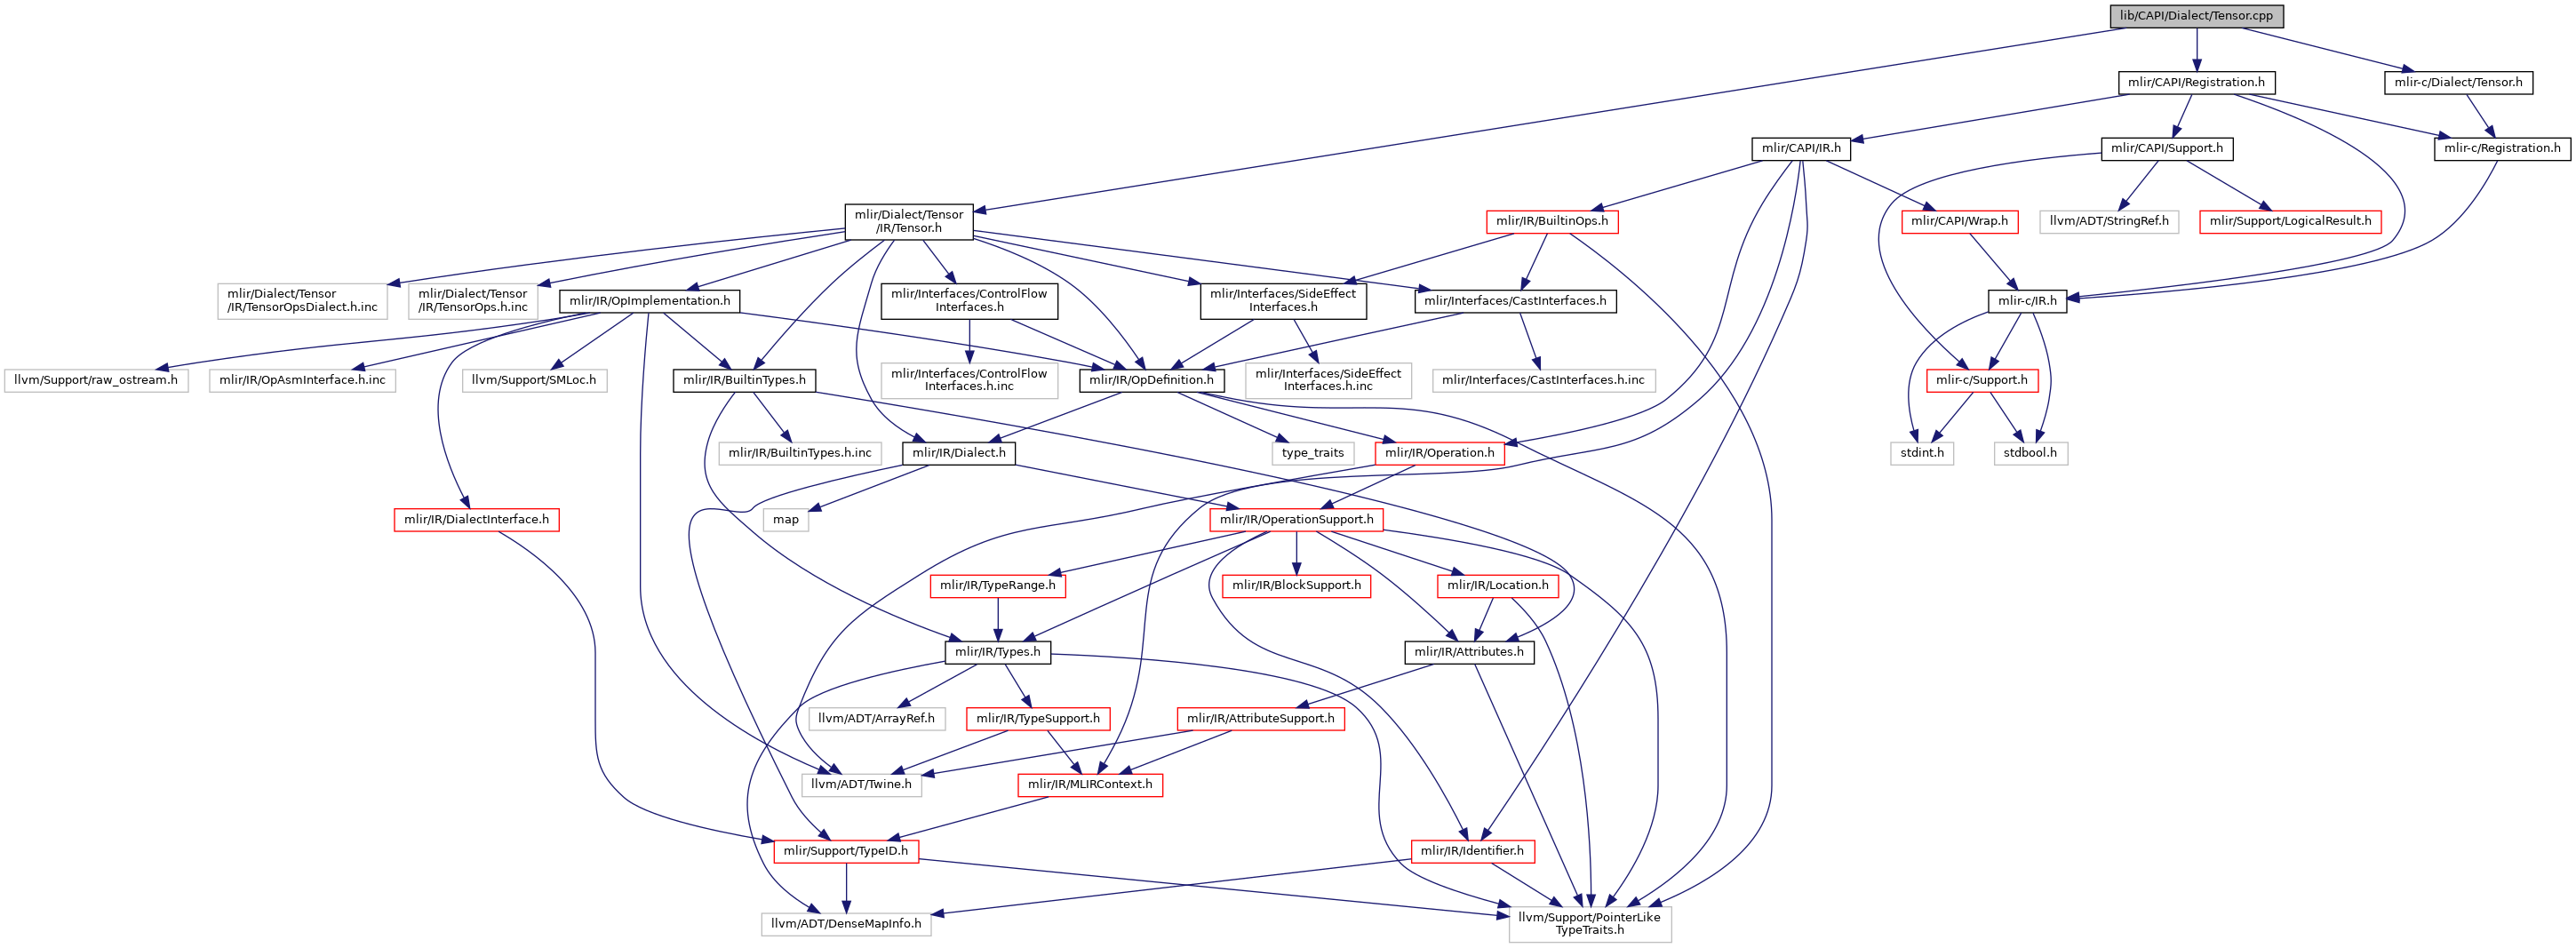 lib/CAPI/Dialect/Tensor.cpp
mlir/CAPI/Registration.h
mlir-c/Dialect/Tensor.h
mlir/CAPI/IR.h
mlir/CAPI/Support.h
mlir-c/Registration.h
mlir/Dialect/Tensor
/IR/Tensor.h
mlir/IR/BuiltinOps.h
mlir/CAPI/Wrap.h
llvm/ADT/StringRef.h
mlir/Support/LogicalResult.h
mlir/Dialect/Tensor
/IR/TensorOpsDialect.h.inc
mlir/Dialect/Tensor
/IR/TensorOps.h.inc
mlir/IR/OpImplementation.h
mlir/Interfaces/ControlFlow
Interfaces.h
mlir/Interfaces/SideEffect
Interfaces.h
mlir/Interfaces/CastInterfaces.h
mlir-c/IR.h
llvm/Support/raw_ostream.h
mlir/IR/OpAsmInterface.h.inc
llvm/Support/SMLoc.h
mlir/IR/BuiltinTypes.h
mlir/Interfaces/ControlFlow
Interfaces.h.inc
mlir/IR/OpDefinition.h
mlir/Interfaces/SideEffect
Interfaces.h.inc
mlir/Interfaces/CastInterfaces.h.inc
mlir-c/Support.h
mlir/IR/BuiltinTypes.h.inc
mlir/IR/Dialect.h
type_traits
mlir/IR/Operation.h
stdint.h
stdbool.h
mlir/IR/DialectInterface.h
map
mlir/IR/OperationSupport.h
mlir/IR/TypeRange.h
mlir/IR/BlockSupport.h
mlir/IR/Location.h
mlir/IR/Types.h
mlir/IR/Attributes.h
llvm/ADT/ArrayRef.h
mlir/IR/TypeSupport.h
mlir/IR/AttributeSupport.h
llvm/ADT/Twine.h
mlir/IR/MLIRContext.h
mlir/Support/TypeID.h
mlir/IR/Identifier.h
llvm/ADT/DenseMapInfo.h
llvm/Support/PointerLike
TypeTraits.h